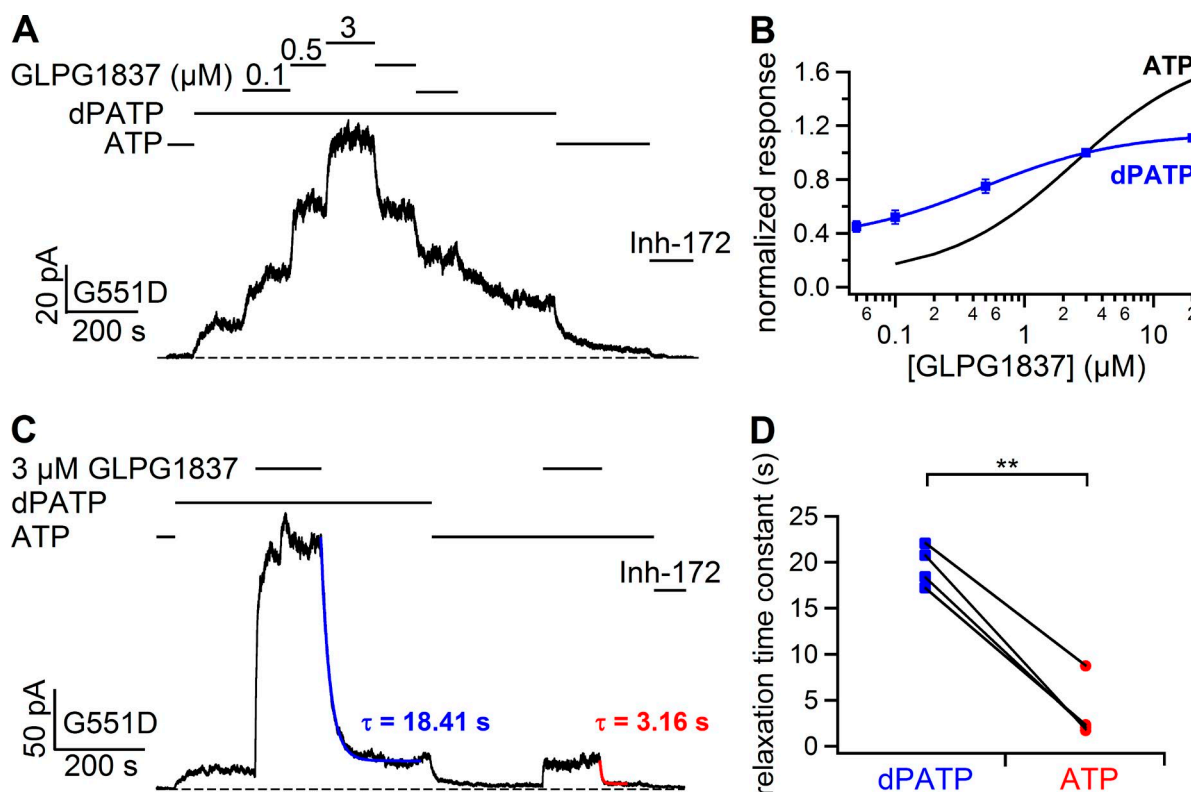 A
3
0.5
GLPG1837 (µM)
0.1
dPATP
ATP
Inh-172
20 pA
G551D
200 s
B
ATP
1.6
1.2
0.8
0.4
0.0
dPATP
normalized response
6
2
4
6
2
4
6
2
0.1
1
10
[GLPG1837] (µM)
C
3 µM GLPG1837
dPATP
ATP
Inh-172
50 pA
G551D
200 s
τ = 18.41 s
τ = 3.16 s
D
**
relaxation time constant (s)
25
20
15
10
5
0
dPATP
ATP